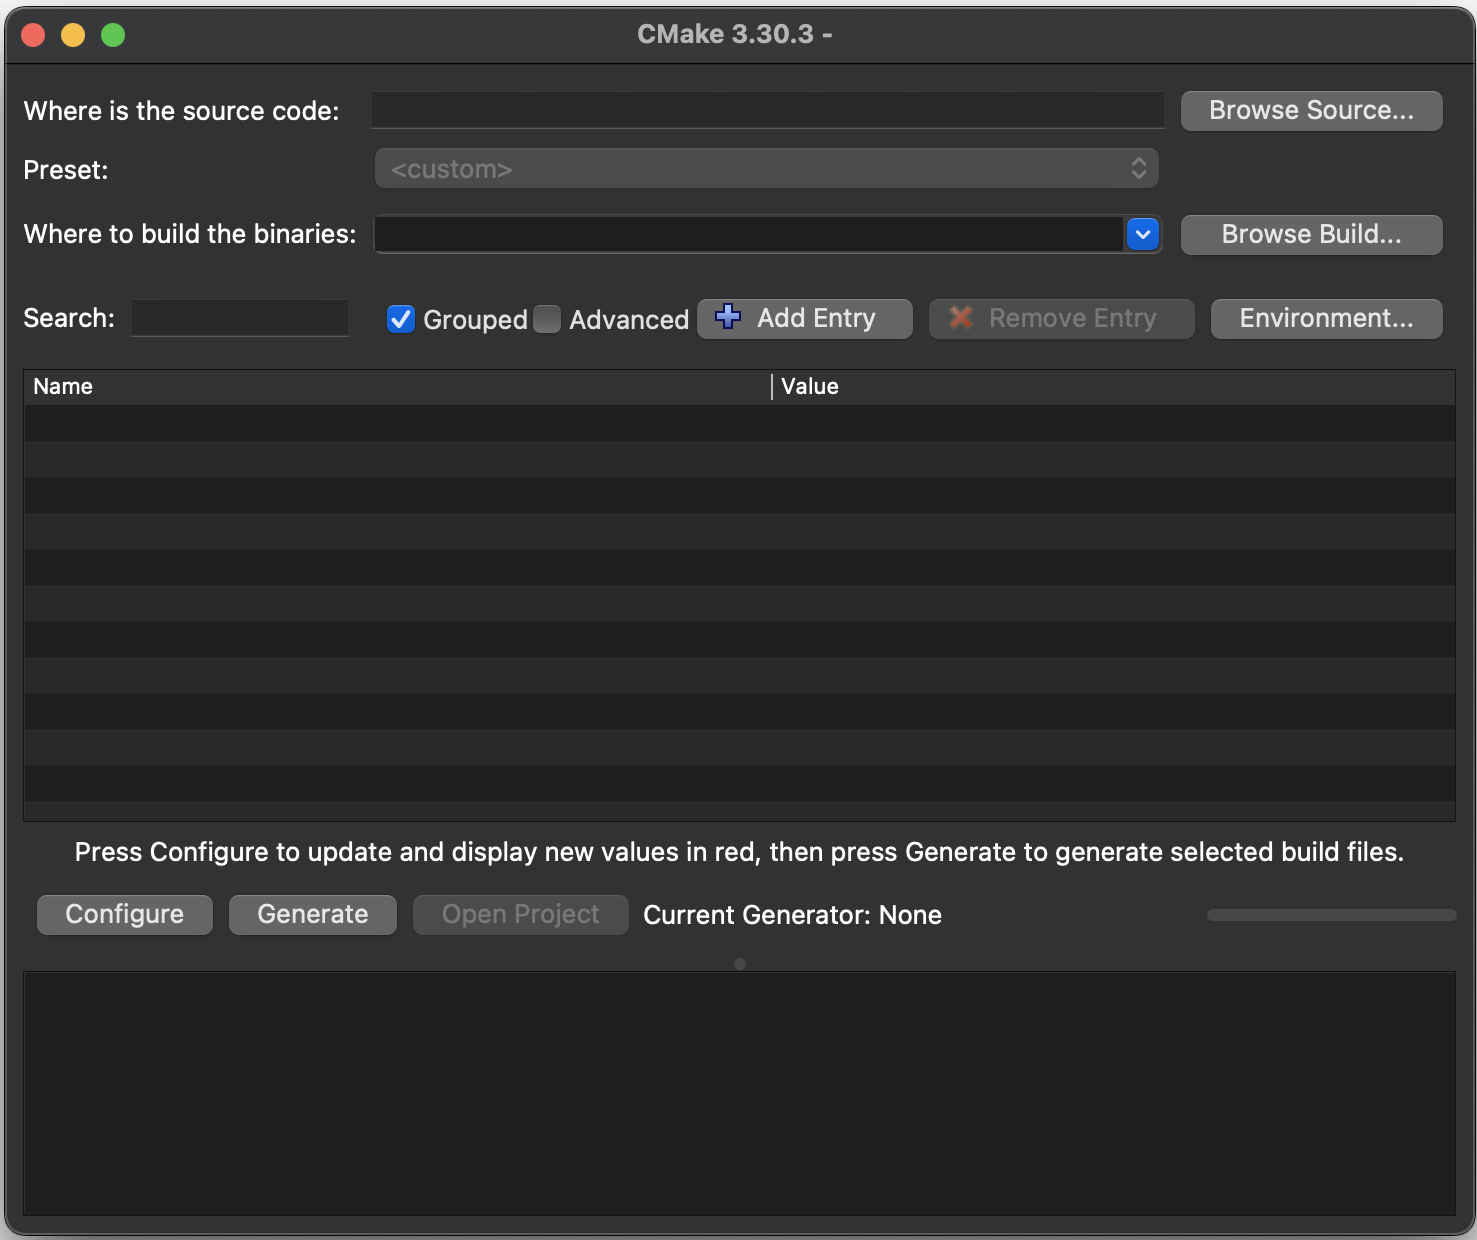 CMake 3.30.3 -
Where is the source code: Browse Source...
Preset: <custom>
Where to build the binaries: Browse Build...
Search: Grouped Advanced Add Entry Remove Entry Environment...
Name Value
Press Configure to update and display new values in red, then press Generate to generate selected build files.
Configure Generate Open Project Current Generator: None